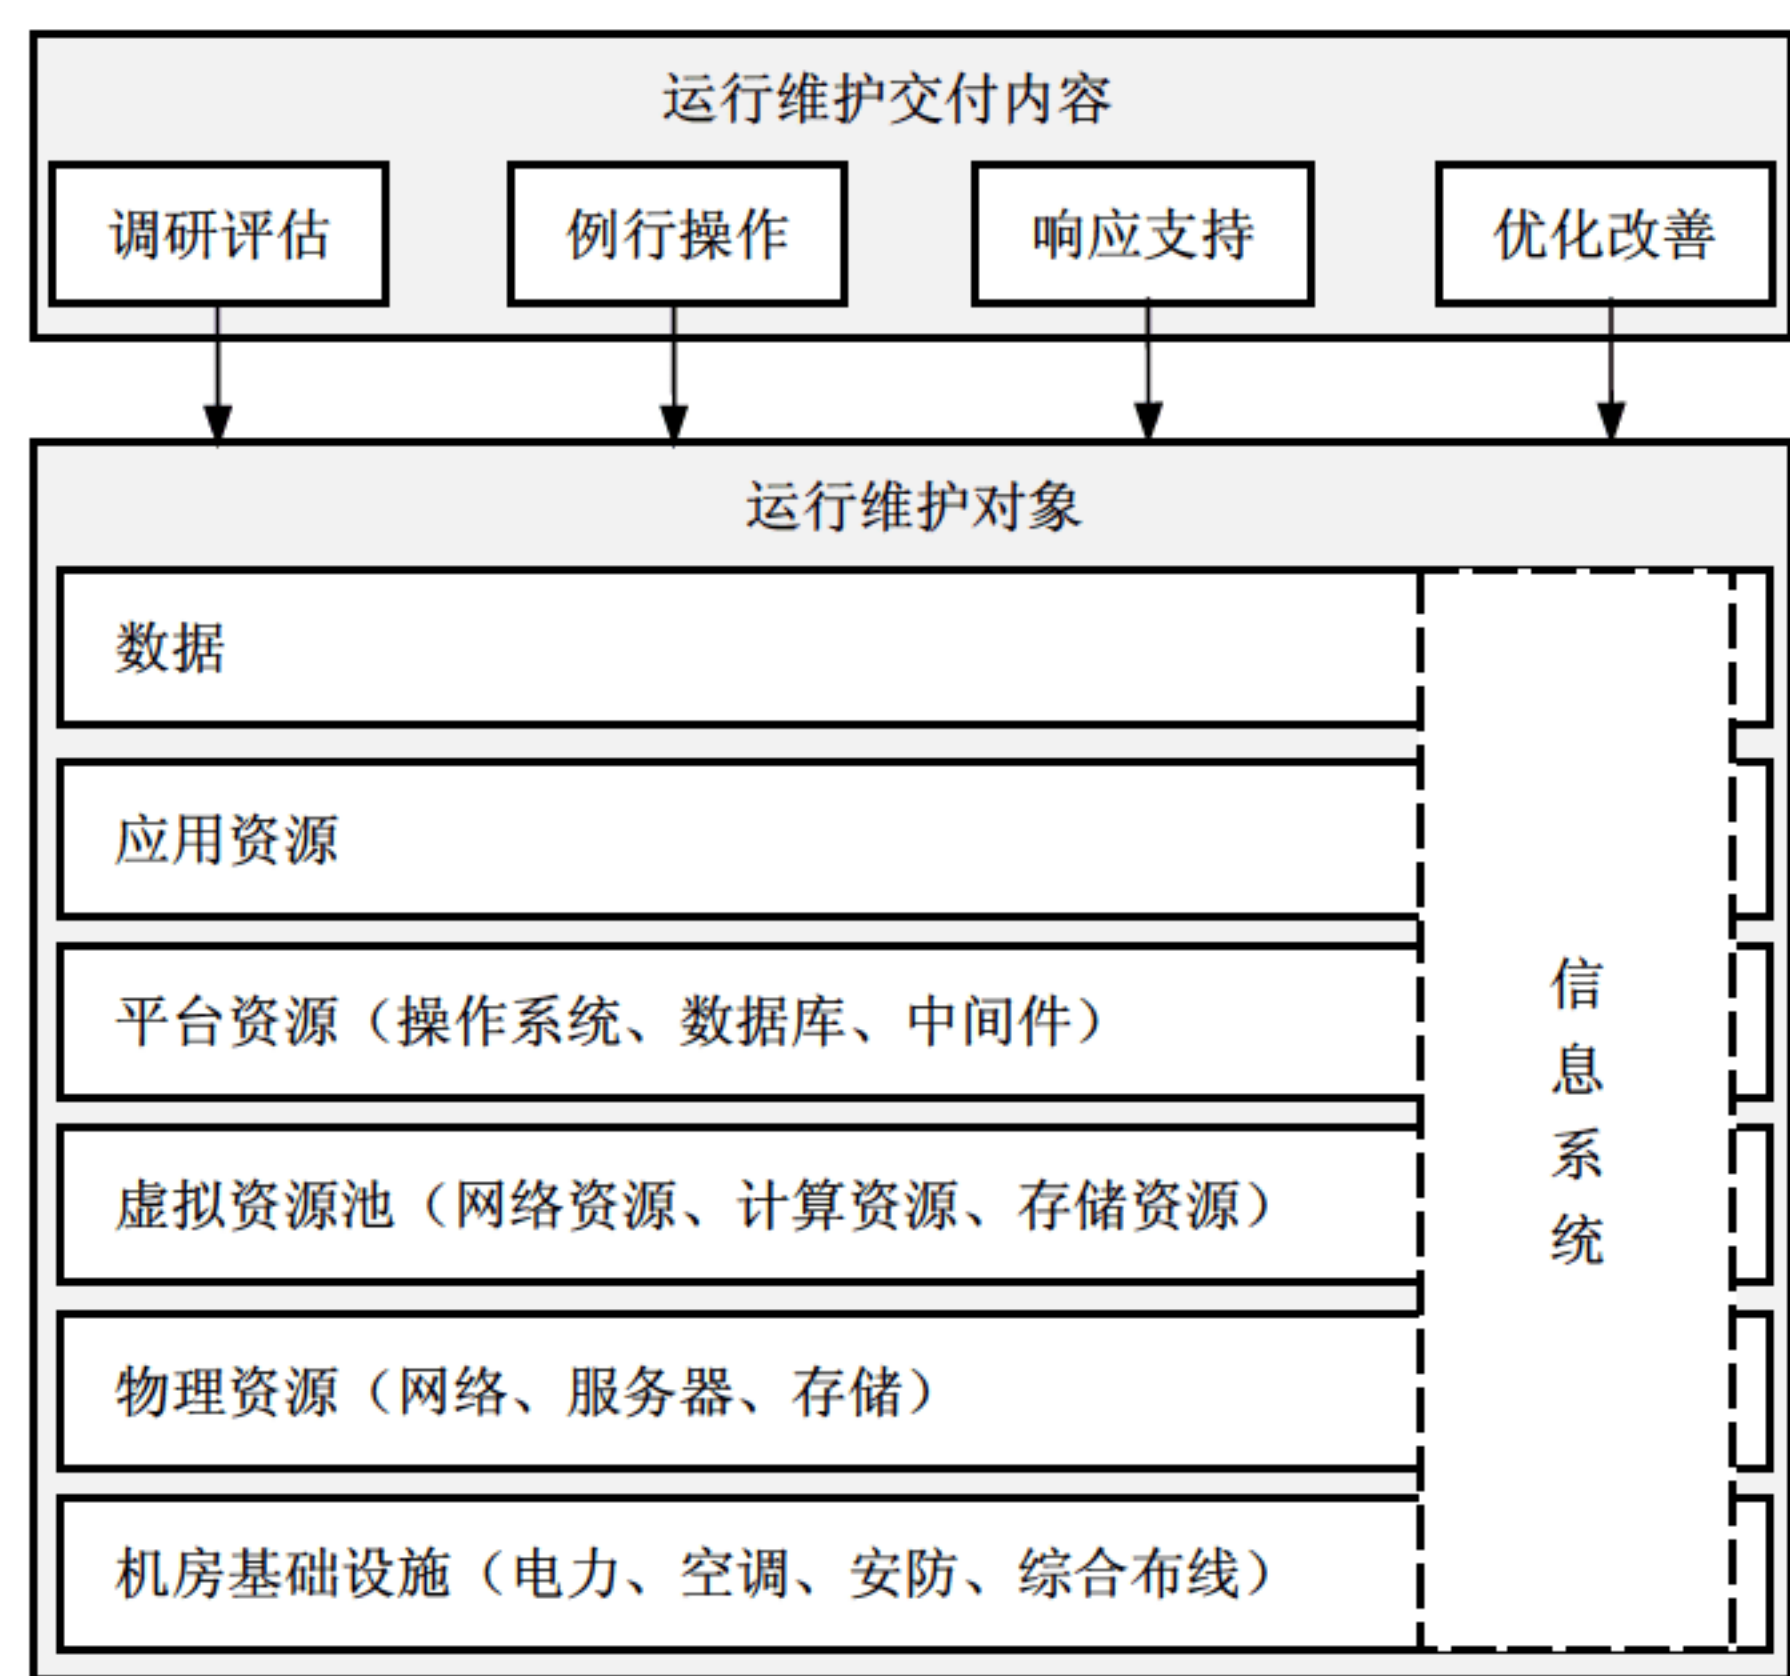 运行维护交付内容
调研评估
例行操作
响应支持
优化改善
运行维护对象
数据
应用资源
平台资源（操作系统、数据库、中间件）
虚拟资源池（网络资源、计算资源、存储资源）
物理资源（网络、服务器、存储）
机房基础设施（电力、空调、安防、综合布线）
信息系统